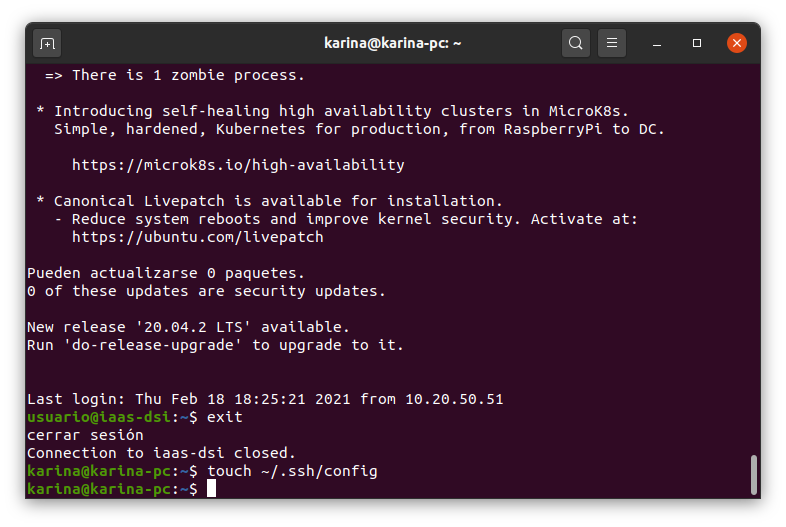 karina@karina-pc: ~
=> There is 1 zombie process.
* Introducing self-healing high availability clusters in MicroK8s.
Simple, hardened, Kubernetes for production, from RaspberryPi to DC.
https://microk8s.io/high-availability
* Canonical Livepatch is available for installation.
- Reduce system reboots and improve kernel security. Activate at:
https://ubuntu.com/livepatch
Pueden actualizarse 0 paquetes.
0 of these updates are security updates.
New release '20.04.2 LTS' available.
Run 'do-release-upgrade' to upgrade to it.
Last login: Thu Feb 18 18:25:21 2021 from 10.20.50.51
usuario@iaas-dsi:~$ exit
cerrar sesión
Connection to iaas-dsi closed.
karina@karina-pc:~$ touch ~/.ssh/config
karina@karina-pc:~$